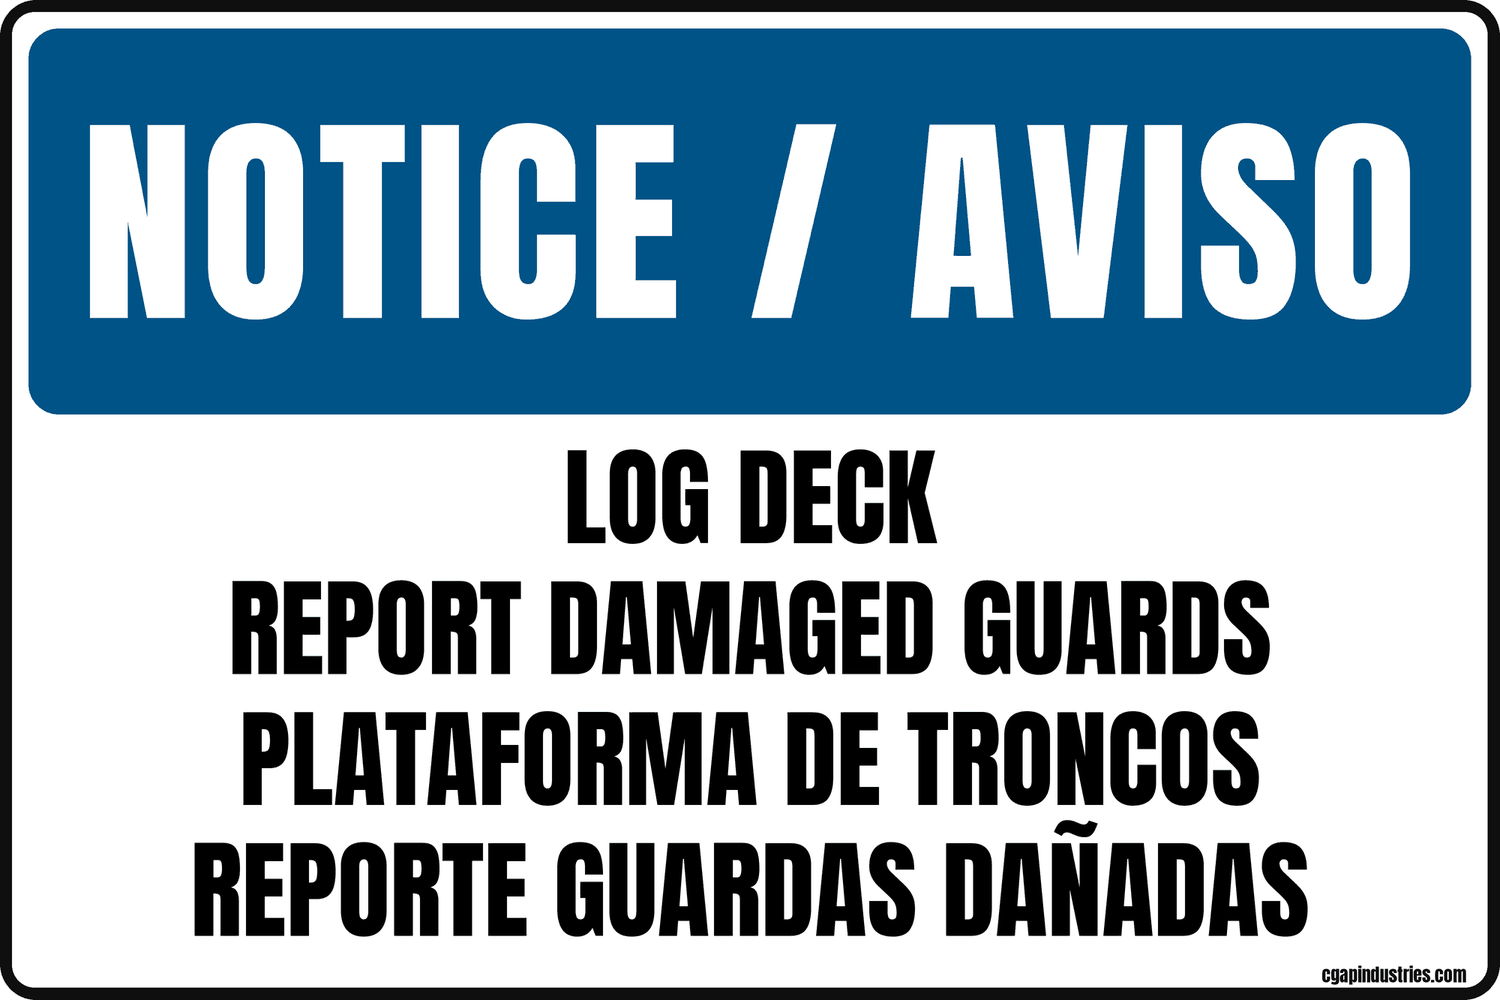 NOTICE / AVISO
LOG DECK
REPORT DAMAGED GUARDS
PLATAFORMA DE TRONCOS
REPORTE GUARDAS DAÑADAS
cgapindustries.com